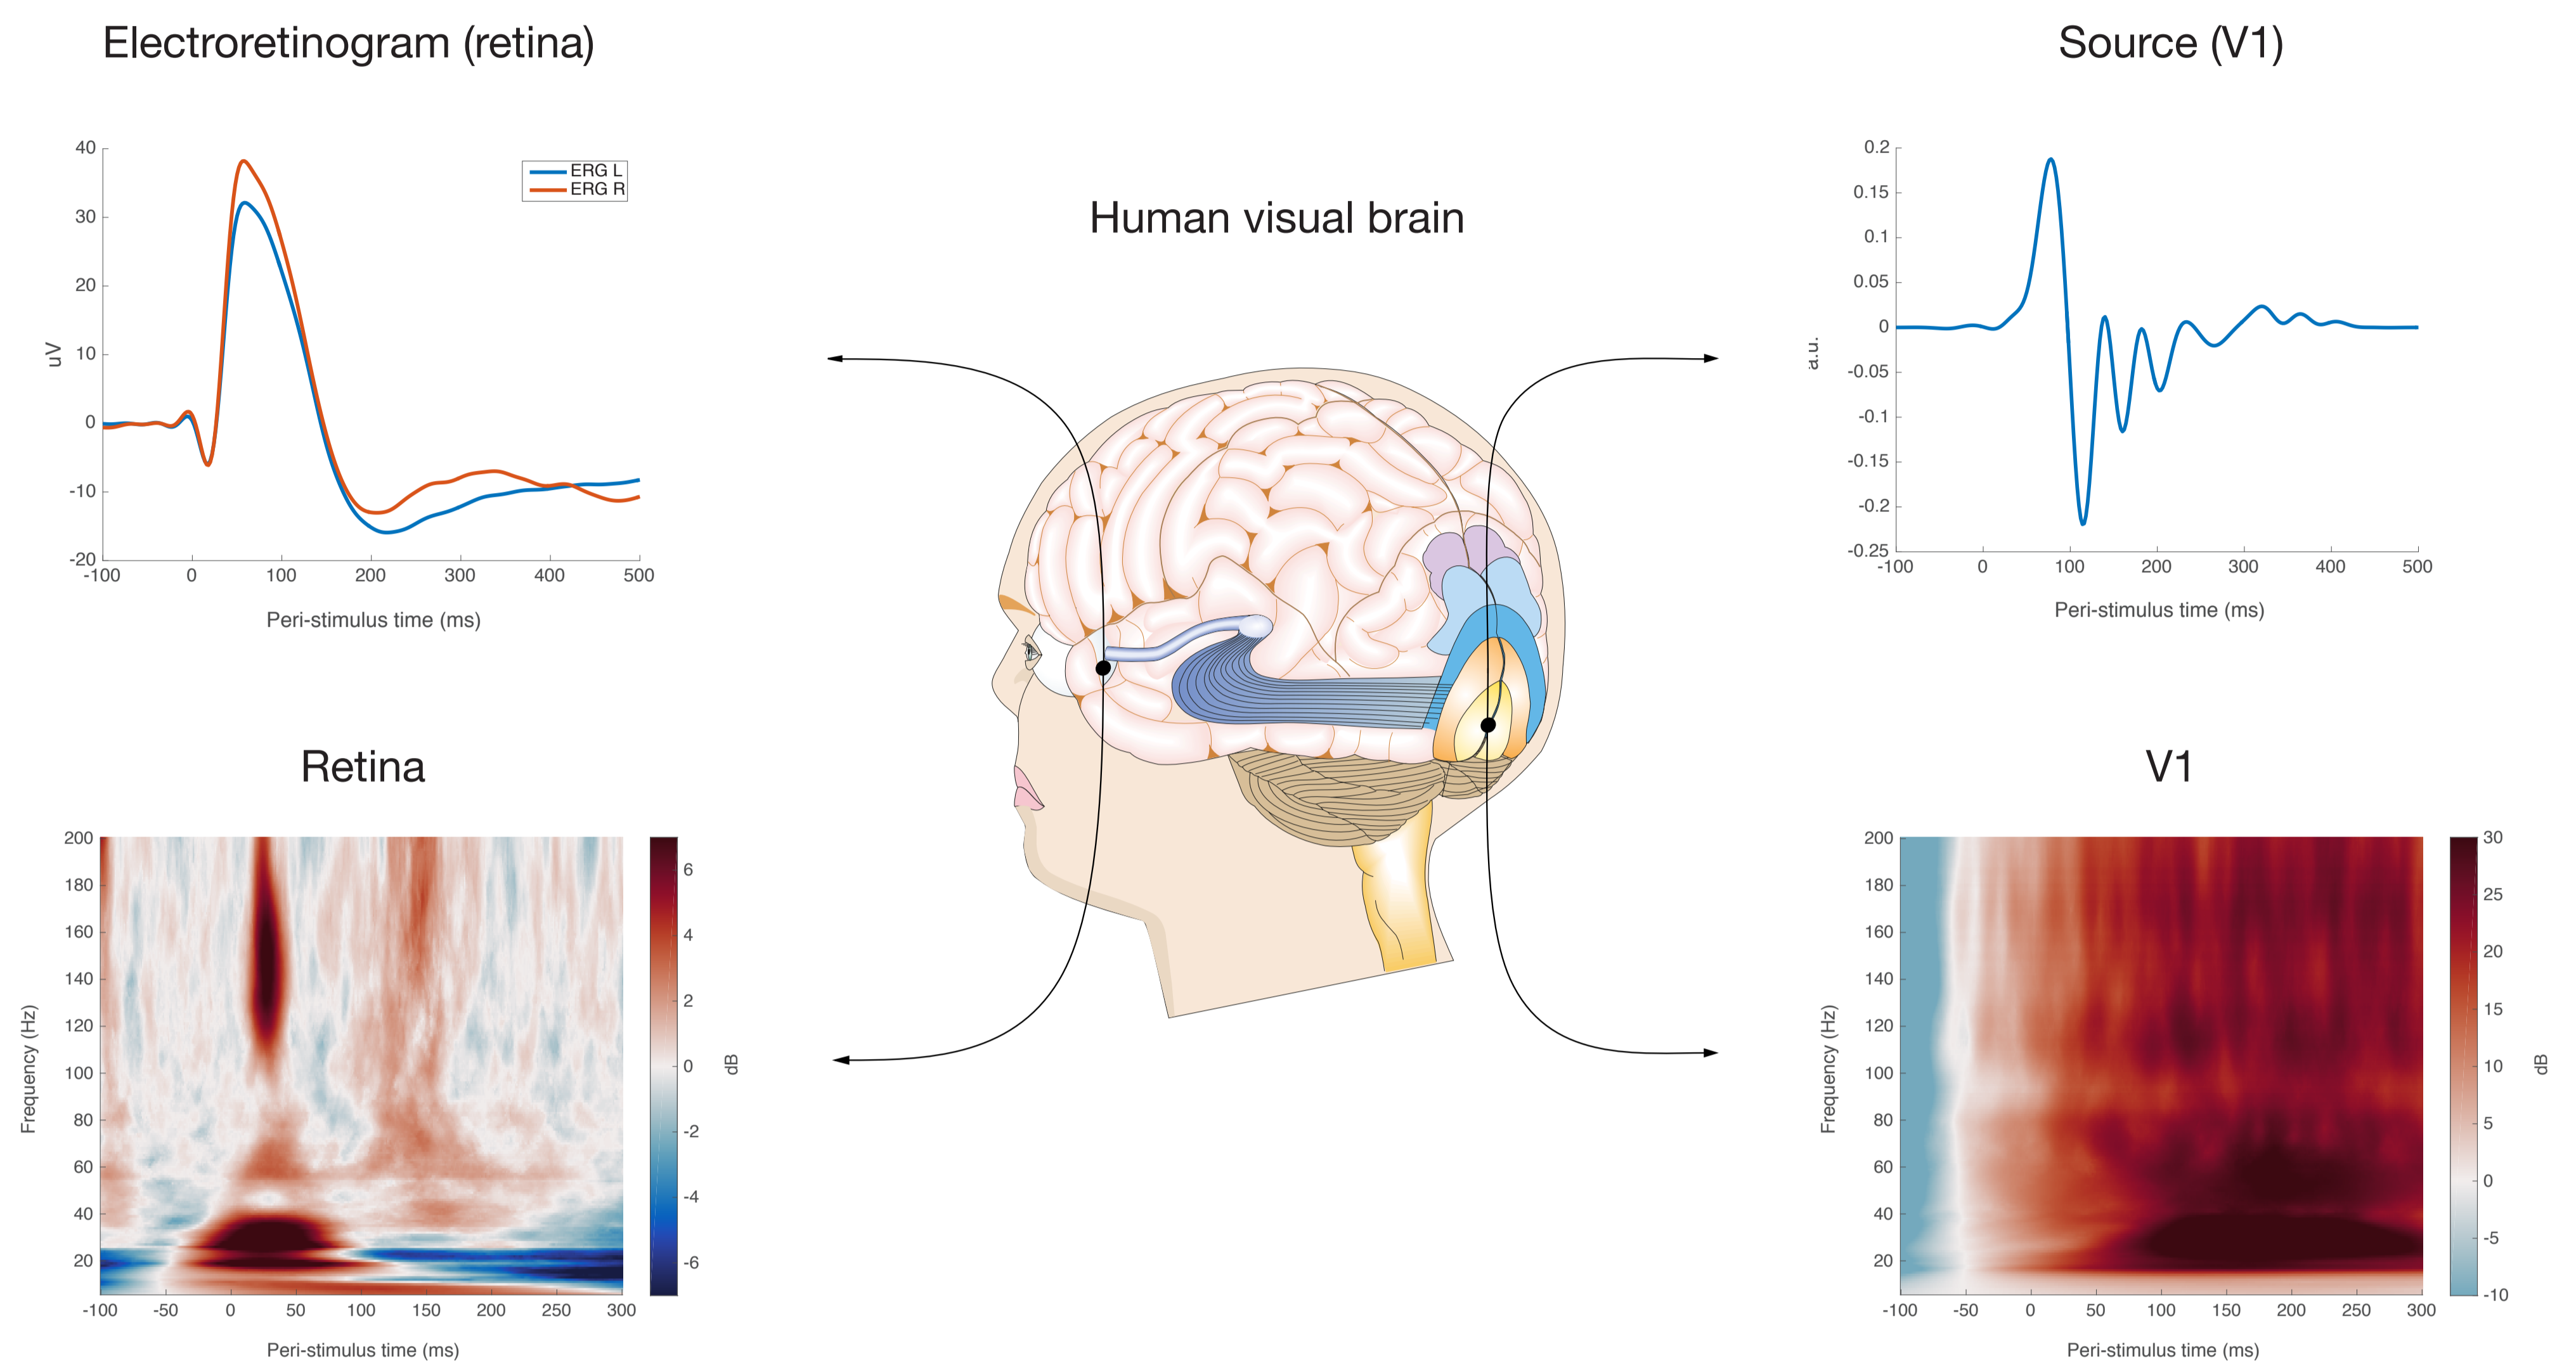 Electroretinogram (retina)
Source (V1)
Human visual brain
40
30
20
10
0
-10
-20
uV
ERG L
ERG R
-100 0 100 200 300 400 500
Peri-stimulus time (ms)
0.2
0.15
0.1
0.05
0
-0.05
-0.1
-0.15
-0.2
-0.25
a.u.
-100 0 100 200 300 400 500
Peri-stimulus time (ms)
Retina
200
180
160
140
120
100
80
60
40
20
Frequency (Hz)
-100 -50 0 50 100 150 200 250 300
Peri-stimulus time (ms)
6
4
2
0
-2
-4
-6
dB
V1
200
180
160
140
120
100
80
60
40
20
Frequency (Hz)
-100 -50 0 50 100 150 200 250 300
Peri-stimulus time (ms)
30
25
20
15
10
5
0
-5
-10
dB